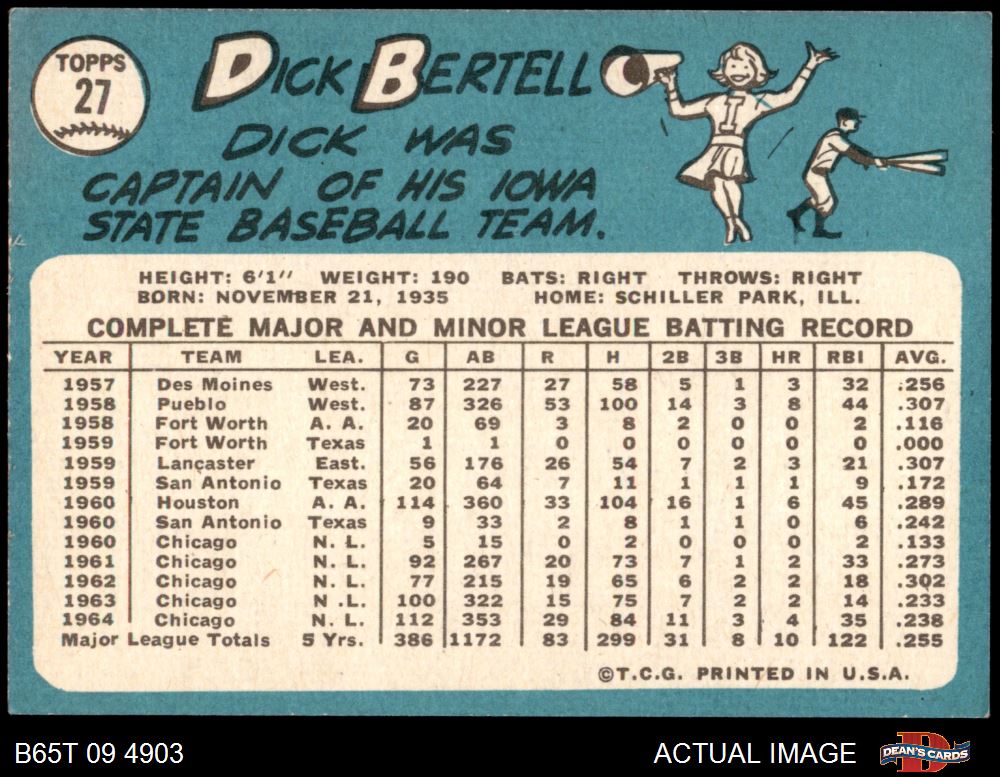 TOPPS
27
DICK BERTELL
DICK WAS
CAPTAIN OF HIS IOWA
STATE BASEBALL TEAM.
I
HEIGHT: 6'1" WEIGHT: 190 BATS: RIGHT THROWS: RIGHT
BORN: NOVEMBER 21, 1935 HOME: SCHILLER PARK, ILL.
COMPLETE MAJOR AND MINOR LEAGUE BATTING RECORD
YEAR TEAM LEA. G AB R H 2B 3B HR RBI AVG.
1957 Des Moines West. 73 227 27 58 5 1 3 32 .256
1958 Pueblo West. 87 326 53 100 14 3 8 44 .307
1958 Fort Worth A. A. 20 69 3 8 2 0 0 2 .116
1959 Fort Worth Texas 1 1 0 0 0 0 0 0 .000
1959 Lancaster East. 56 176 26 54 7 2 3 21 .307
1959 San Antonio Texas 20 64 7 11 1 1 1 9 .172
1960 Houston A. A. 114 360 33 104 16 1 6 45 .289
1960 San Antonio Texas 9 33 2 8 1 1 0 6 .242
1960 Chicago N. L. 5 15 0 2 0 0 0 2 .133
1961 Chicago N. L. 92 267 20 73 7 1 2 33 .273
1962 Chicago N. L. 77 215 19 65 6 2 2 18 .302
1963 Chicago N .L. 100 322 15 75 7 2 2 14 .233
1964 Chicago N. L. 112 353 29 84 11 3 4 35 .238
Major League Totals 5 Yrs. 386 1172 83 299 31 8 10 122 .255
©T.C.G. PRINTED IN U.S.A.
B65T 09 4903 ACTUAL IMAGE DEAN'S CARDS